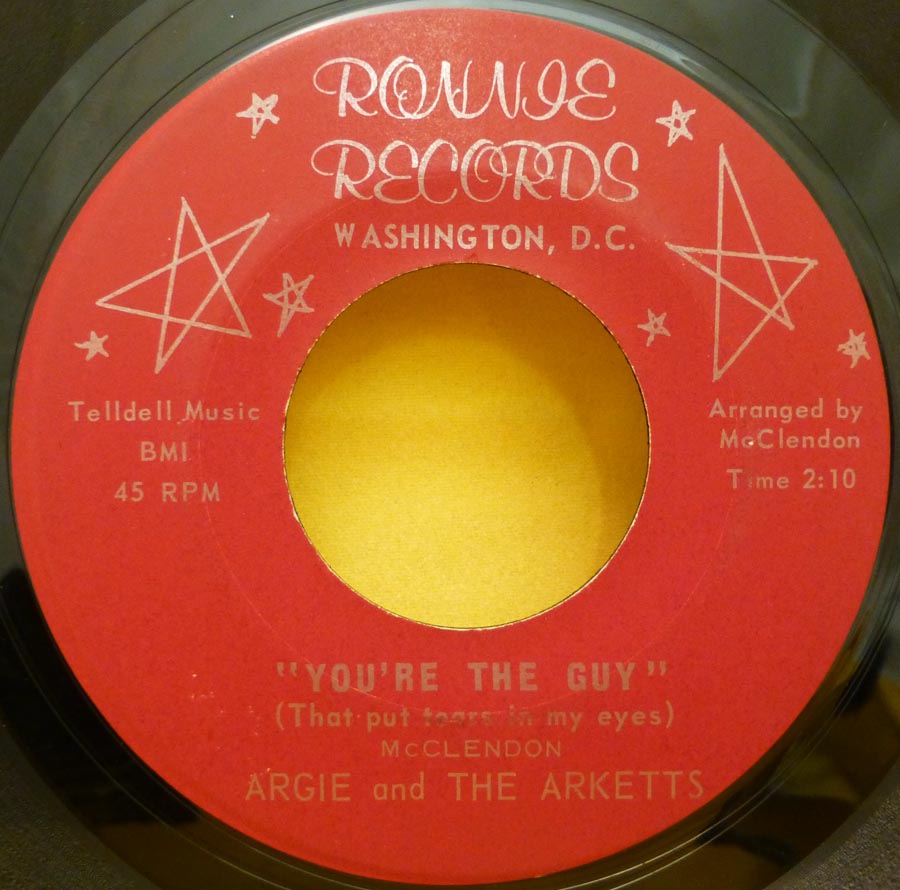 RONNIE
RECORDS
WASHINGTON, D.C.
Telldell Music
BMI
45 RPM
Arranged by
McClendon
Time 2:10
"YOU'RE THE GUY"
(That put tears in my eyes)
McCLENDON
ARGIE and THE ARKETTS